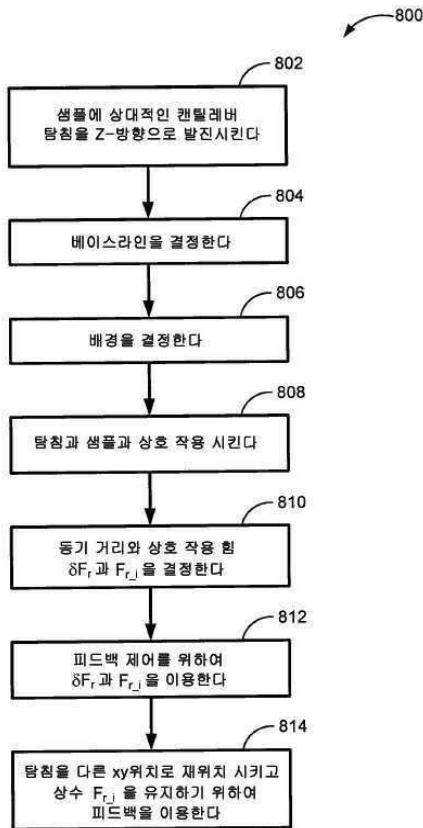 800
802
샘플에 상대적인 캔틸레버
탐침을 Z-방향으로 발진시킨다
804
베이스라인을 결정한다
806
배경을 결정한다
808
탐침과 샘플과 상호 작용 시킨다
810
동기 거리와 상호 작용 힘
δFr과 Fr_i 을 결정한다
812
피드백 제어를 위하여
δFr과 Fr_i 을 이용한다
814
탐침을 다른 xy위치로 재위치 시키고
상수 Fr_i 을 유지하기 위하여
피드백을 이용한다